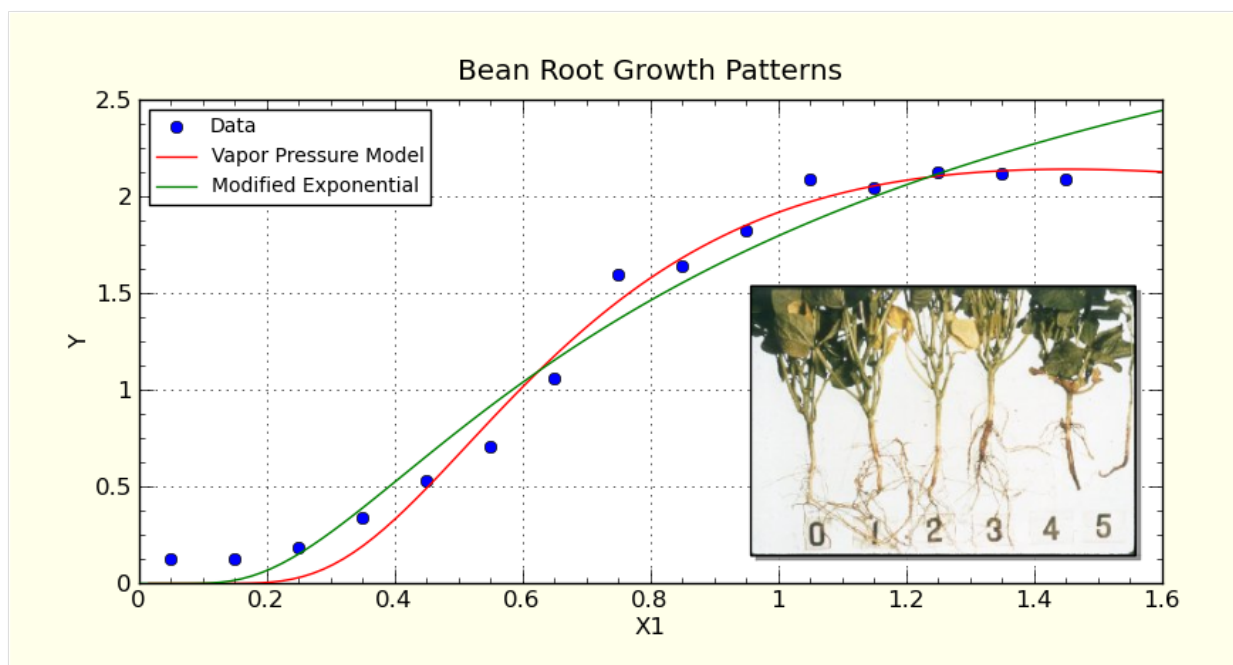 Bean Root Growth Patterns
2.5
2
1.5
1
0.5
0
Y
Data
Vapor Pressure Model
Modified Exponential
0 1 2 3 4 5
0 0.2 0.4 0.6 0.8 1 1.2 1.4 1.6
X1